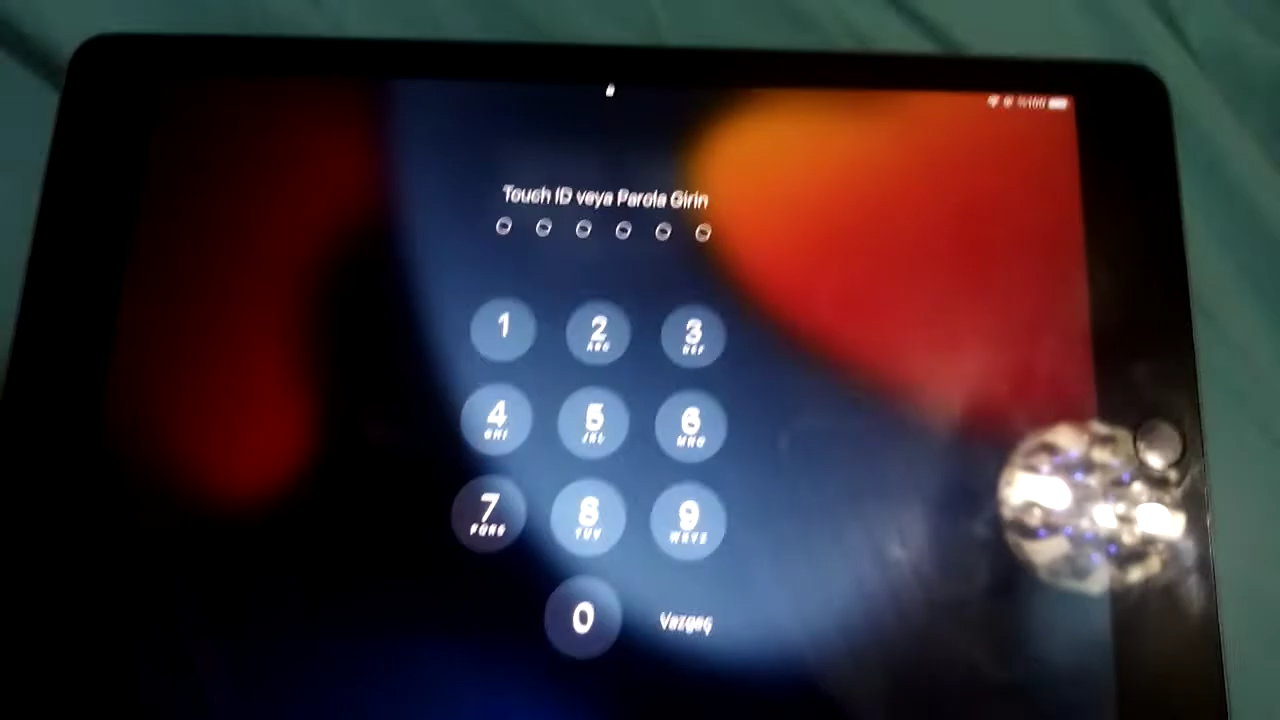 %100
Touch ID veya Parola Girin
1
2
ABC
3
DEF
4
GHI
5
JKL
6
MNO
7
PQRS
8
TUV
9
WXYZ
0
Vazgeç